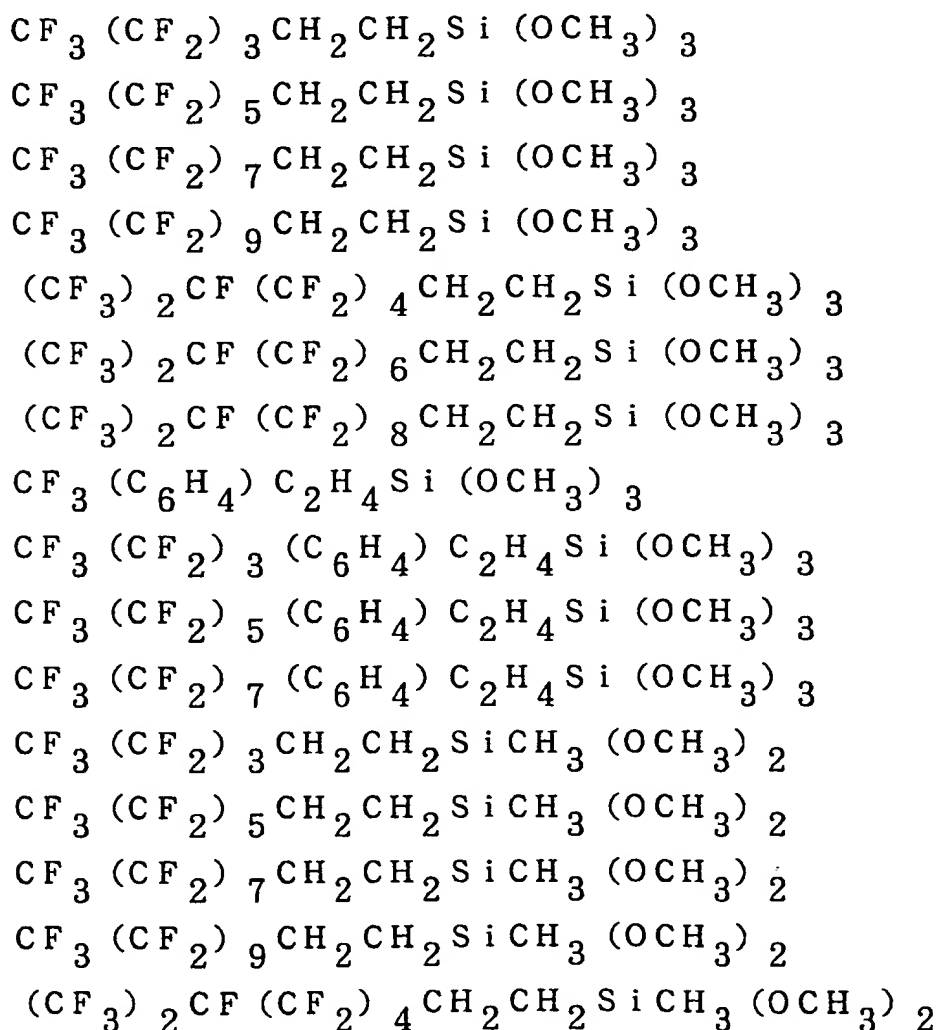 CF₃(CF₂)₃CH₂CH₂Si(OCH₃)₃
CF₃(CF₂)₅CH₂CH₂Si(OCH₃)₃
CF₃(CF₂)₇CH₂CH₂Si(OCH₃)₃
CF₃(CF₂)₉CH₂CH₂Si(OCH₃)₃
(CF₃)₂CF(CF₂)₄CH₂CH₂Si(OCH₃)₃
(CF₃)₂CF(CF₂)₆CH₂CH₂Si(OCH₃)₃
(CF₃)₂CF(CF₂)₈CH₂CH₂Si(OCH₃)₃
CF₃(C₆H₄)C₂H₄Si(OCH₃)₃
CF₃(CF₂)₃(C₆H₄)C₂H₄Si(OCH₃)₃
CF₃(CF₂)₅(C₆H₄)C₂H₄Si(OCH₃)₃
CF₃(CF₂)₇(C₆H₄)C₂H₄Si(OCH₃)₃
CF₃(CF₂)₃CH₂CH₂SiCH₃(OCH₃)₂
CF₃(CF₂)₅CH₂CH₂SiCH₃(OCH₃)₂
CF₃(CF₂)₇CH₂CH₂SiCH₃(OCH₃)₂
CF₃(CF₂)₉CH₂CH₂SiCH₃(OCH₃)₂
(CF₃)₂CF(CF₂)₄CH₂CH₂SiCH₃(OCH₃)₂